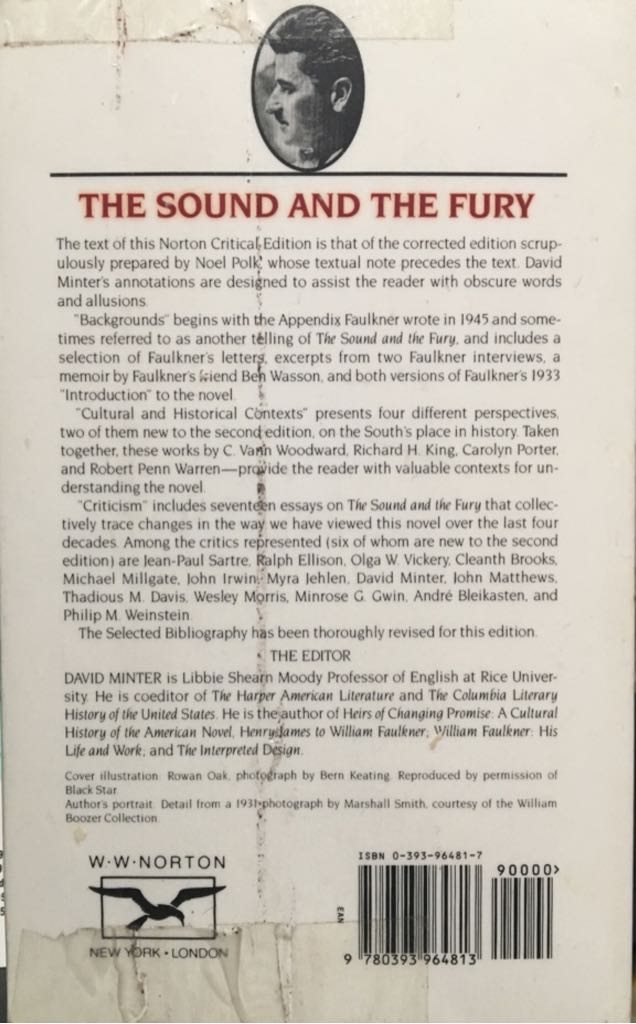 THE SOUND AND THE FURY
The text of this Norton Critical Edition is that of the corrected edition scrup-
ulously prepared by Noel Polk, whose textual note precedes the text. David
Minter's annotations are designed to assist the reader with obscure words
and allusions.
"Backgrounds" begins with the Appendix Faulkner wrote in 1945 and some-
times referred to as another telling of The Sound and the Fury, and includes a
selection of Faulkner's letters, excerpts from two Faulkner interviews, a
memoir by Faulkner's friend Ben Wasson, and both versions of Faulkner's 1933
"Introduction" to the novel.
"Cultural and Historical Contexts" presents four different perspectives,
two of them new to the second edition, on the South's place in history. Taken
together, these works by C. Vann Woodward, Richard H. King, Carolyn Porter,
and Robert Penn Warren—provide the reader with valuable contexts for un-
derstanding the novel.
"Criticism" includes seventeen essays on The Sound and the Fury that collec-
tively trace changes in the way we have viewed this novel over the last four
decades. Among the critics represented (six of whom are new to the second
edition) are Jean-Paul Sartre, Ralph Ellison, Olga W. Vickery, Cleanth Brooks,
Michael Millgate, John Irwin, Myra Jehlen, David Minter, John Matthews,
Thadious M. Davis, Wesley Morris, Minrose G. Gwin, André Bleikasten, and
Philip M. Weinstein.
The Selected Bibliography has been thoroughly revised for this edition.
THE EDITOR
DAVID MINTER is Libbie Shearn Moody Professor of English at Rice Univer-
sity. He is coeditor of The Harper American Literature and The Columbia Literary
History of the United States. He is the author of Heirs of Changing Promise: A Cultural
History of the American Novel, Henry James to William Faulkner; William Faulkner: His
Life and Work; and The Interpreted Design.
Cover illustration: Rowan Oak, photograph by Bern Keating. Reproduced by permission of
Black Star.
Author's portrait: Detail from a 1931 photograph by Marshall Smith, courtesy of the William
Boozer Collection.
W·W·NORTON
NEW YORK • LONDON
ISBN 0-393-96481-7
90000>
EAN
9 780393 964813